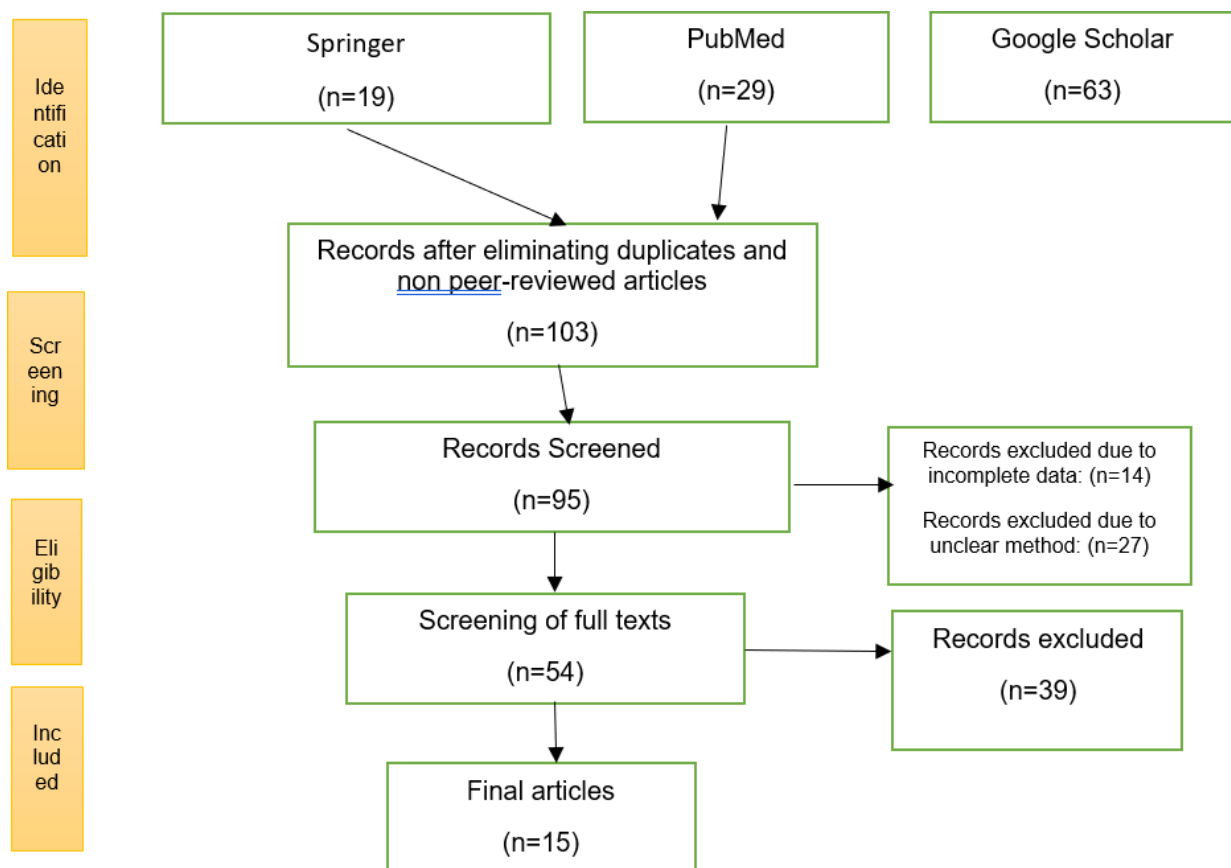 Ide
ntifi
cati
on
Springer
(n=19)
PubMed
(n=29)
Google Scholar
(n=63)
Records after eliminating duplicates and
non peer-reviewed articles
(n=103)
Scr
een
ing
Records Screened
(n=95)
Records excluded due to
incomplete data: (n=14)
Records excluded due to
unclear method: (n=27)
Eli
gib
ility
Screening of full texts
(n=54)
Records excluded
(n=39)
Inc
lud
ed
Final articles
(n=15)